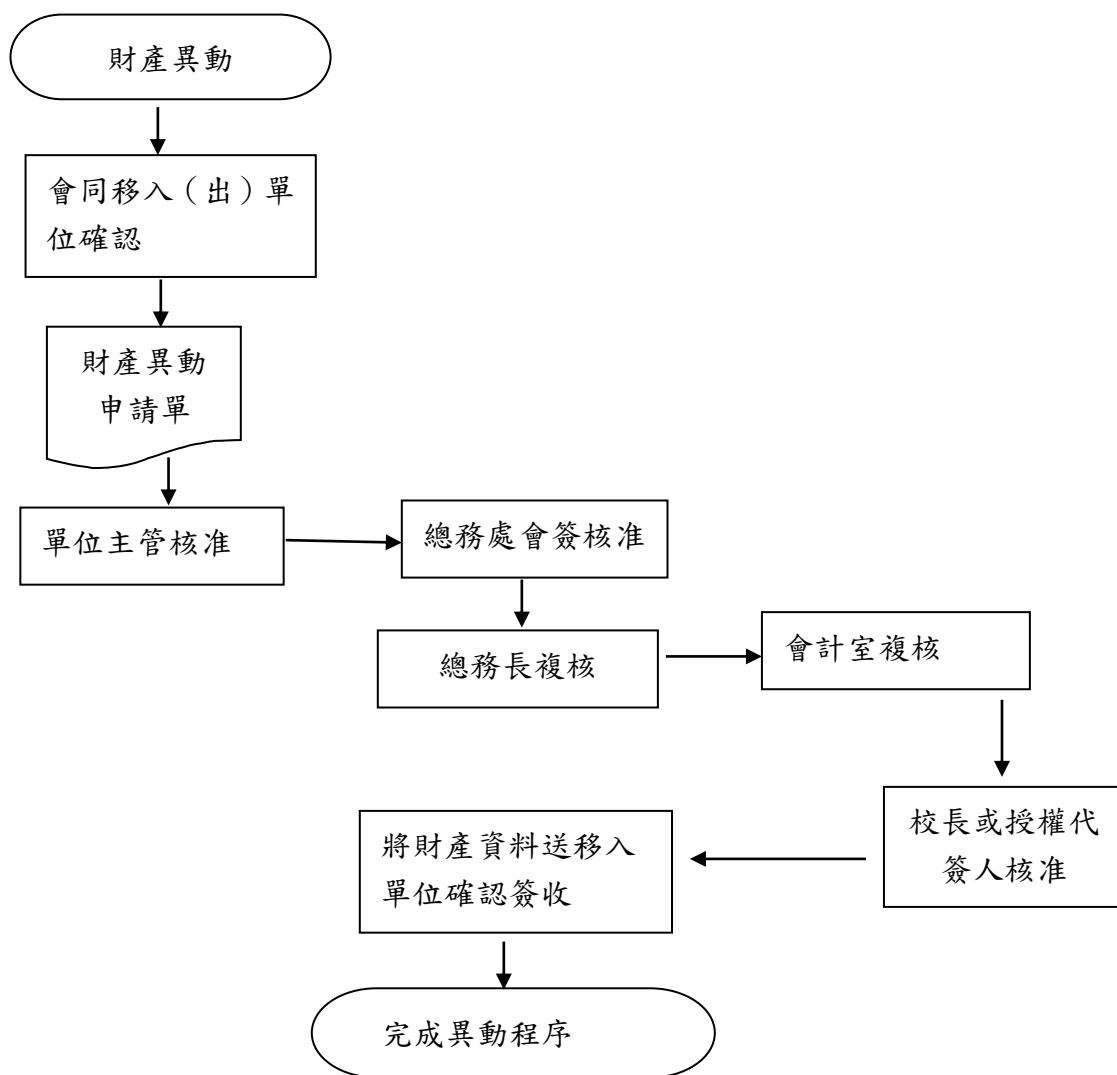 財產異動
會同移入（出）單
位確認
財產異動
申請單
單位主管核准
總務處會簽核准
總務長複核
會計室複核
校長或授權代
簽人核准
將財產資料送移入
單位確認簽收
完成異動程序